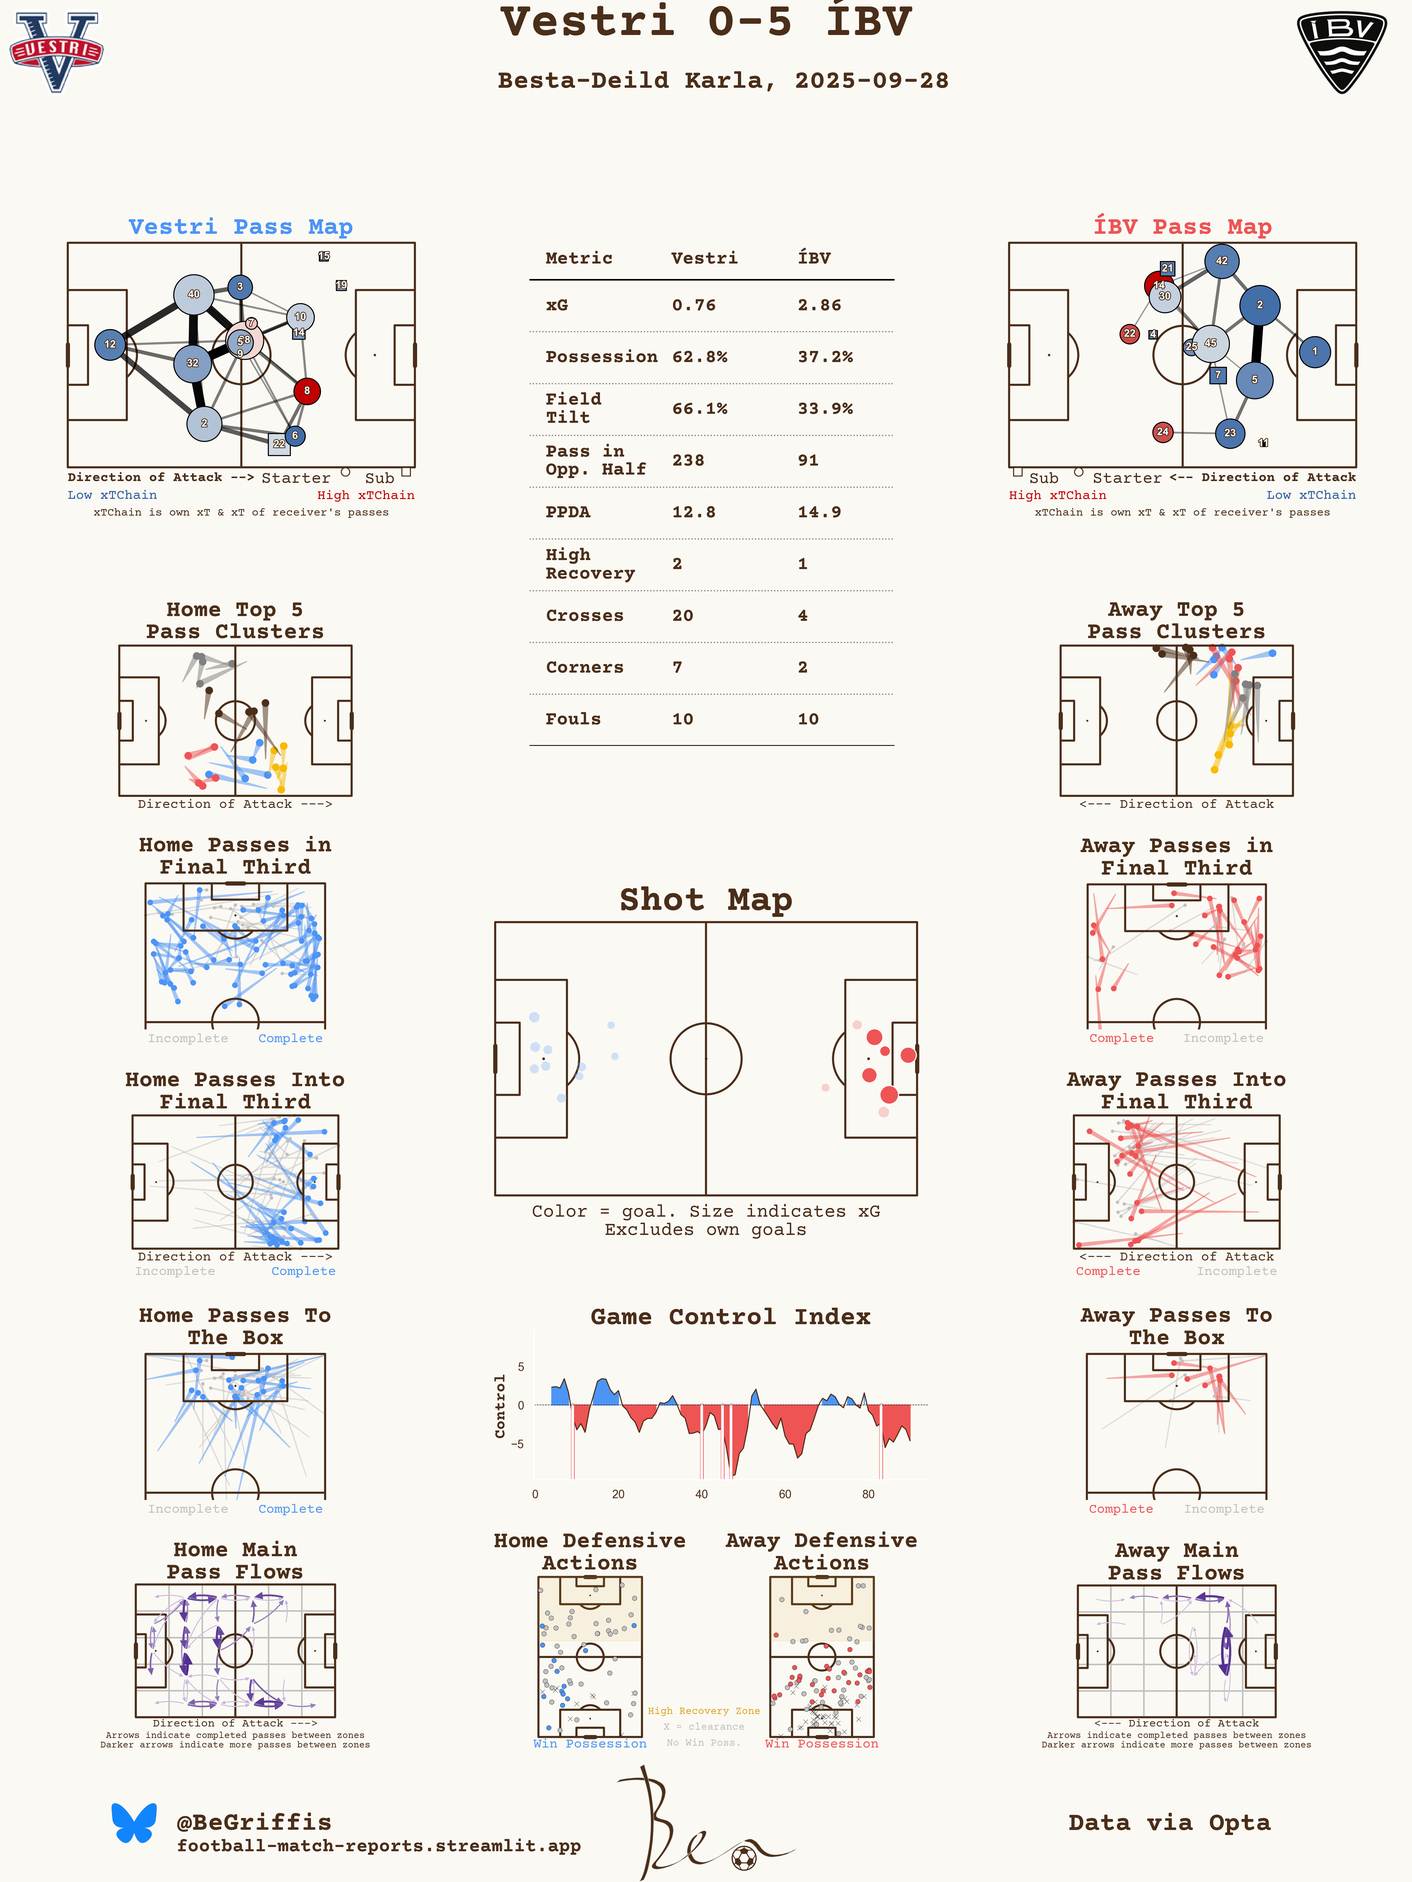 Vestri 0-5 ÍBV
Besta-Deild Karla, 2025-09-28
VESTRI
ÍBV
Vestri Pass Map
15
19
3
40
10
7
14
12
5
8
9
32
8
2
6
22
Direction of Attack --> Starter Sub
Low xTChain High xTChain
xTChain is own xT & xT of receiver's passes
Metric Vestri ÍBV
xG 0.76 2.86
Possession 62.8% 37.2%
Field
Tilt 66.1% 33.9%
Pass in
Opp. Half 238 91
PPDA 12.8 14.9
High
Recovery 2 1
Crosses 20 4
Corners 7 2
Fouls 10 10
ÍBV Pass Map
42
21
14
30
2
22
4
25
45
1
7
5
24
23
11
Sub Starter <-- Direction of Attack
High xTChain Low xTChain
xTChain is own xT & xT of receiver's passes
Home Top 5
Pass Clusters
Direction of Attack --->
Away Top 5
Pass Clusters
<--- Direction of Attack
Home Passes in
Final Third
Incomplete Complete
Away Passes in
Final Third
Complete Incomplete
Shot Map
Color = goal. Size indicates xG
Excludes own goals
Home Passes Into
Final Third
Direction of Attack --->
Incomplete Complete
Away Passes Into
Final Third
<--- Direction of Attack
Complete Incomplete
Home Passes To
The Box
Incomplete Complete
Game Control Index
Control
5
0
−5
0 20 40 60 80
Away Passes To
The Box
Complete Incomplete
Home Main
Pass Flows
Direction of Attack --->
Arrows indicate completed passes between zones
Darker arrows indicate more passes between zones
Home Defensive
Actions
Win Possession
High Recovery Zone
X = clearance
No Win Poss.
Away Defensive
Actions
Win Possession
Away Main
Pass Flows
<--- Direction of Attack
Arrows indicate completed passes between zones
Darker arrows indicate more passes between zones
@BeGriffis
football-match-reports.streamlit.app
Ben
Data via Opta